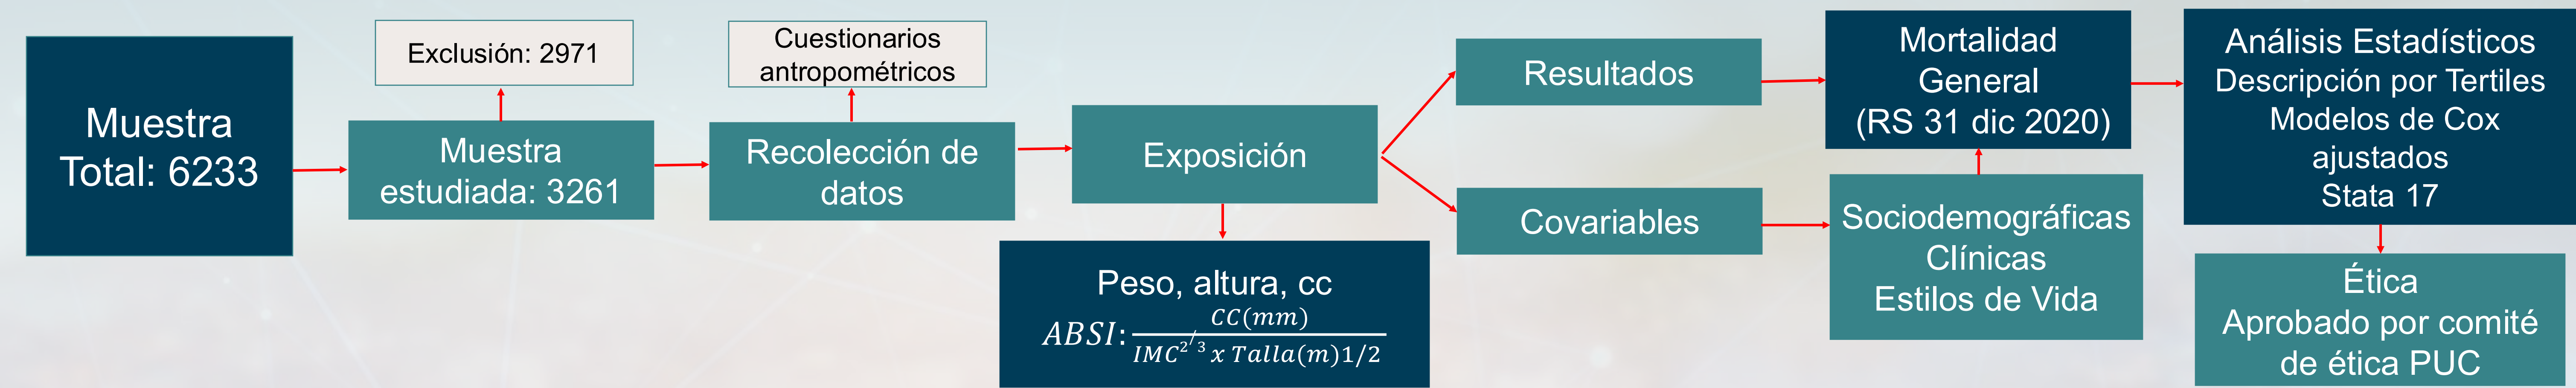 Muestra
Total: 6233
Exclusión: 2971
Muestra
estudiada: 3261
Cuestionarios
antropométricos
Recolección de
datos
Exposición
Peso, altura, cc
ABSI: CC(mm) / IMC^2/3 x Talla(m)1/2
Resultados
Covariables
Mortalidad
General
(RS 31 dic 2020)
Sociodemográficas
Clínicas
Estilos de Vida
Análisis Estadísticos
Descripción por Tertiles
Modelos de Cox
ajustados
Stata 17
Ética
Aprobado por comité
de ética PUC